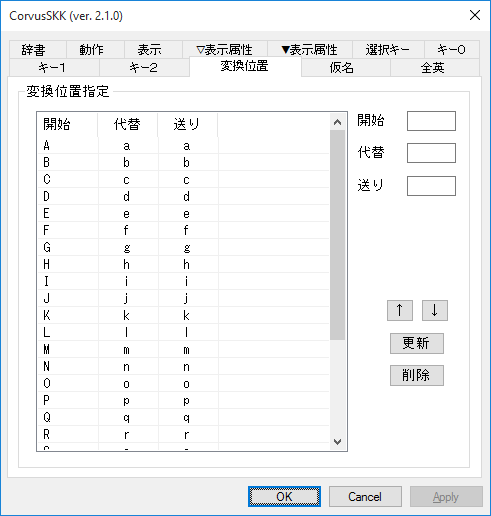 CorvusSKK (ver. 2.1.0)
辞書 動作 表示 ▽表示属性 ▼表示属性 選択キー キー0
キー1 キー2 変換位置 仮名 全英
変換位置指定
開始 代替 送り
A a a
B b b
C c c
D d d
E e e
F f f
G g g
H h h
I i i
J j j
K k k
L l l
M m m
N n n
O o o
P p p
Q q q
R r r
開始
代替
送り
↑ ↓
更新
削除
OK Cancel Apply